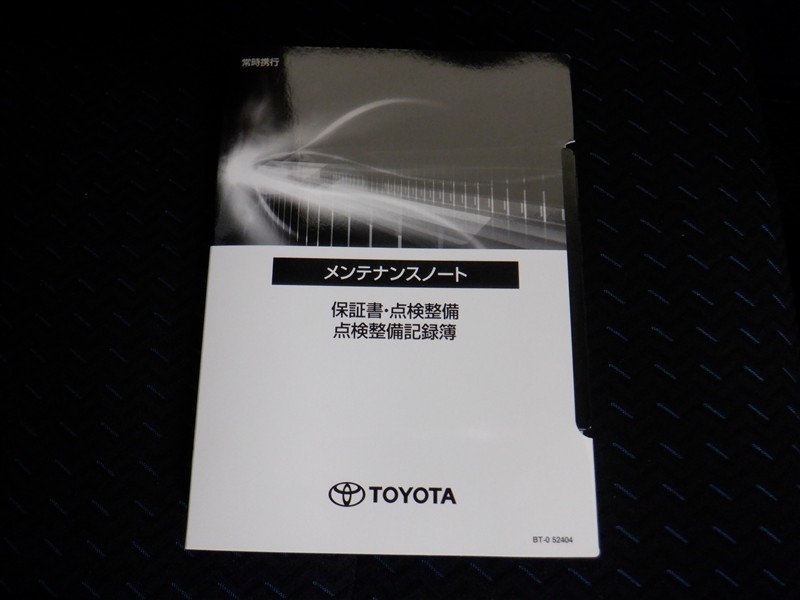 常時携行
メンテナンスノート
保証書・点検整備
点検整備記録簿
TOYOTA
BT-0 52404